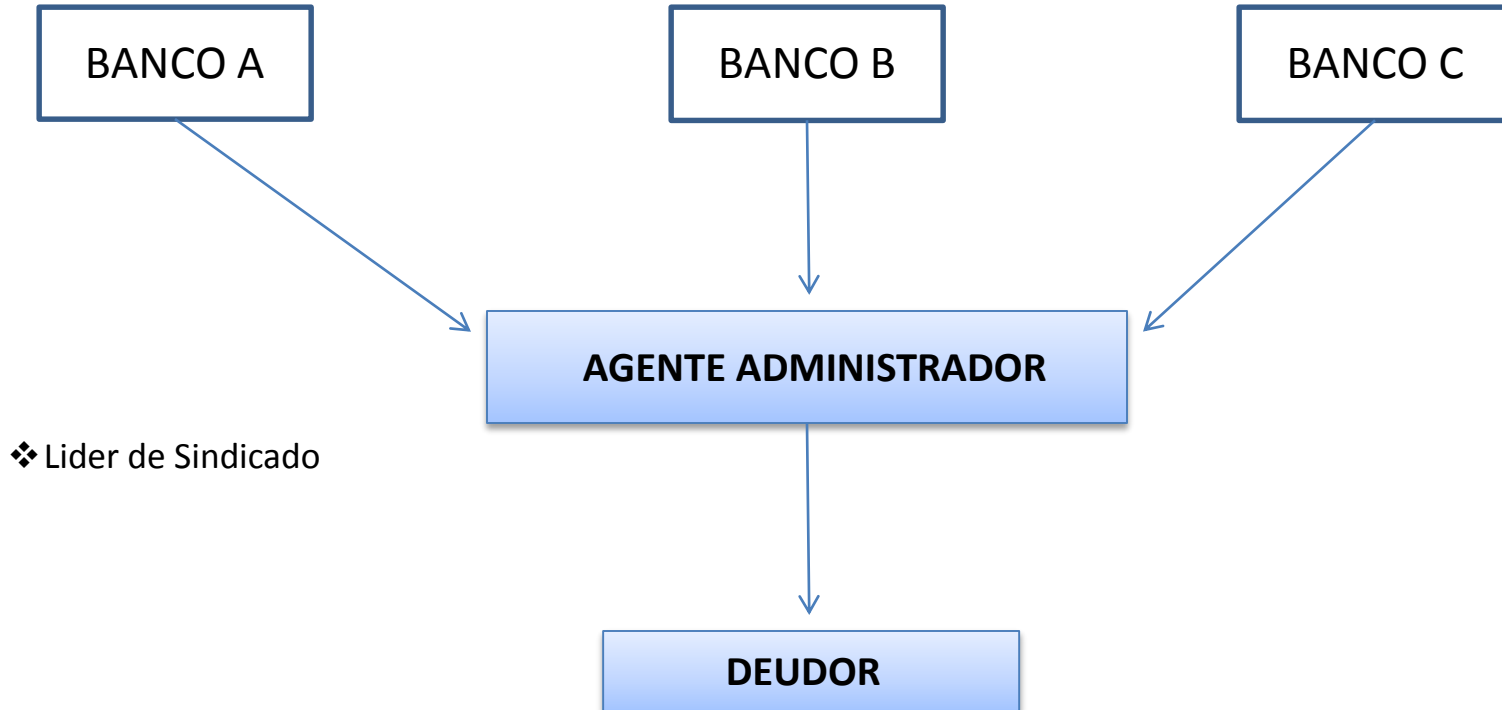 BANCO A
BANCO B
BANCO C
AGENTE ADMINISTRADOR
❖ Lider de Sindicado
DEUDOR